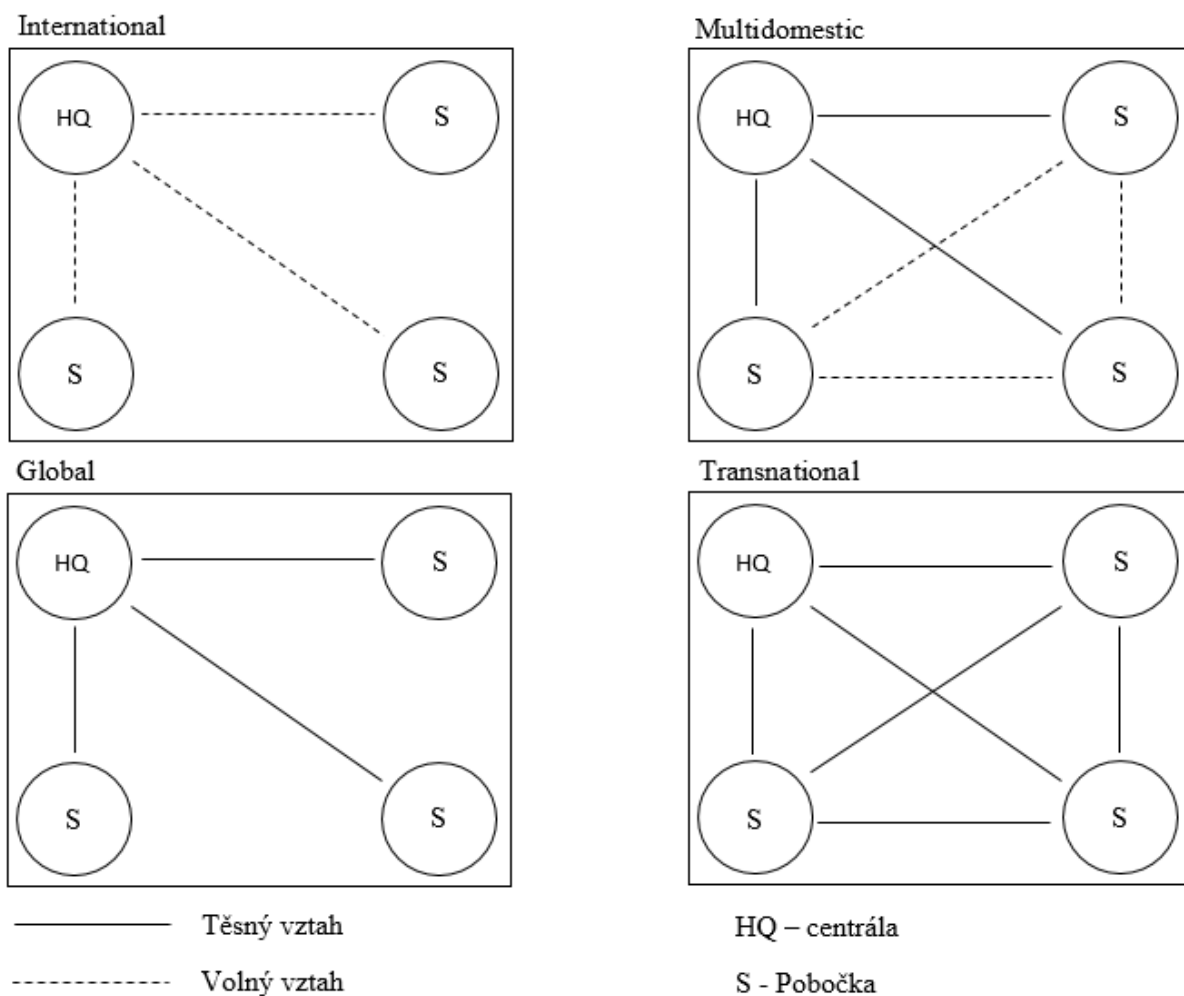 International
HQ
S
S
S
Multidomestic
HQ
S
S
S
Global
HQ
S
S
S
Transnational
HQ
S
S
S
Těsný vztah
HQ – centrála
Volný vztah
S - Pobočka